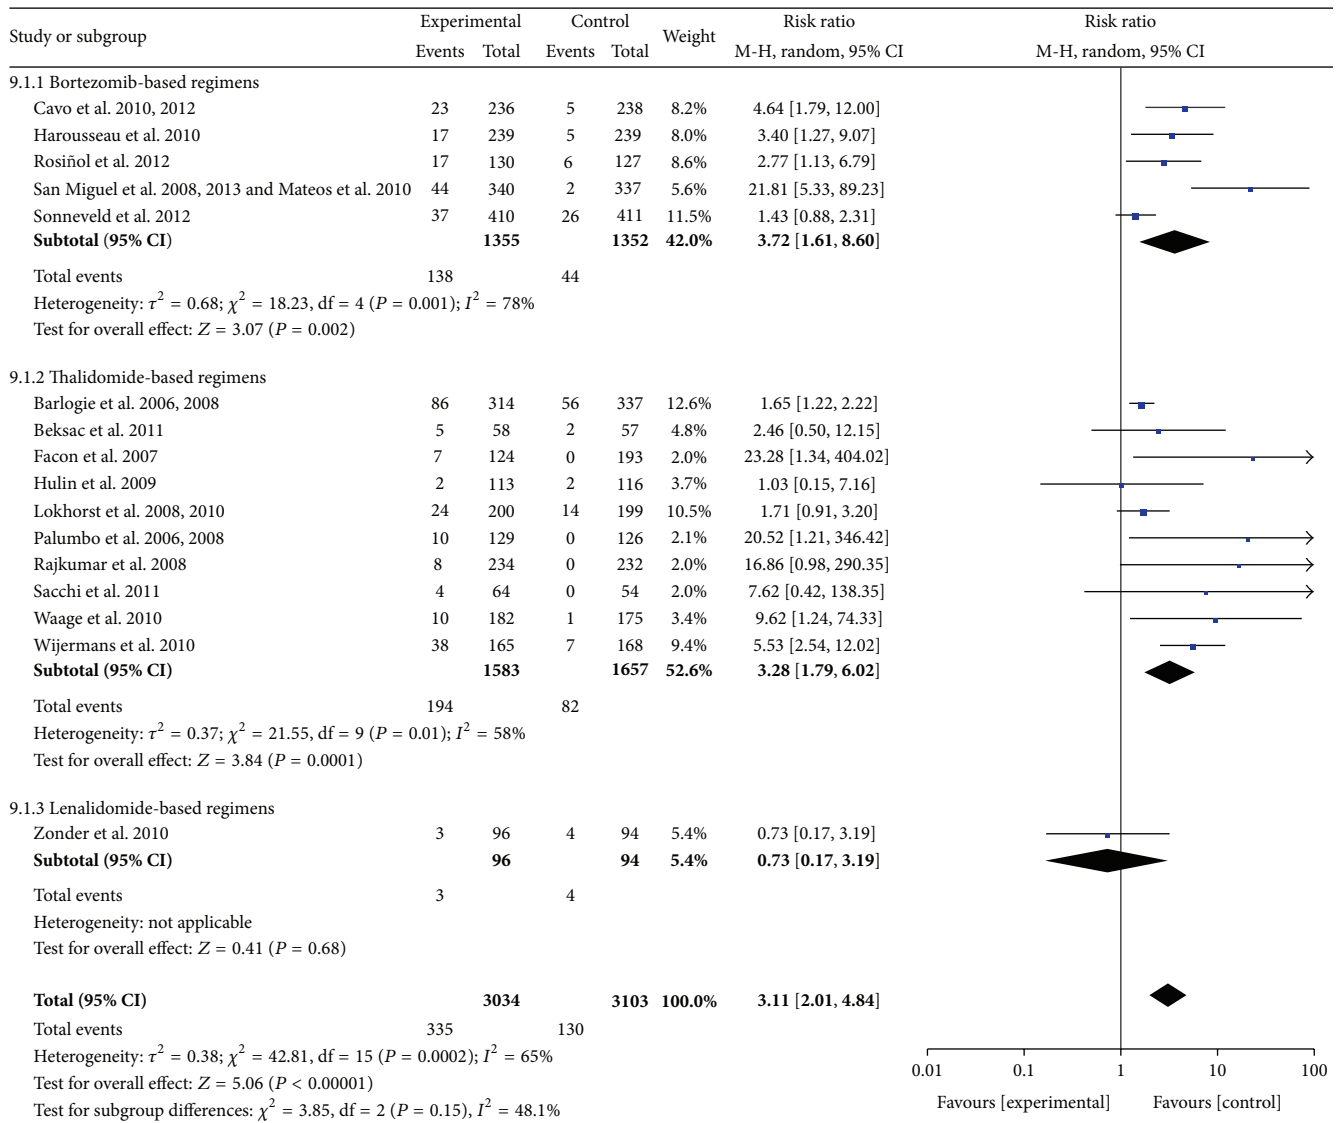 Study or subgroup Experimental Control Weight Risk ratio Risk ratio
Events Total Events Total M-H, random, 95% CI M-H, random, 95% CI
9.1.1 Bortezomib-based regimens
Cavo et al. 2010, 2012 23 236 5 238 8.2% 4.64 [1.79, 12.00]
Harousseau et al. 2010 17 239 5 239 8.0% 3.40 [1.27, 9.07]
Rosiñol et al. 2012 17 130 6 127 8.6% 2.77 [1.13, 6.79]
San Miguel et al. 2008, 2013 and Mateos et al. 2010 44 340 2 337 5.6% 21.81 [5.33, 89.23]
Sonneveld et al. 2012 37 410 26 411 11.5% 1.43 [0.88, 2.31]
Subtotal (95% CI) 1355 1352 42.0% 3.72 [1.61, 8.60]
Total events 138 44
Heterogeneity: τ² = 0.68; χ² = 18.23, df = 4 (P = 0.001); I² = 78%
Test for overall effect: Z = 3.07 (P = 0.002)
9.1.2 Thalidomide-based regimens
Barlogie et al. 2006, 2008 86 314 56 337 12.6% 1.65 [1.22, 2.22]
Beksac et al. 2011 5 58 2 57 4.8% 2.46 [0.50, 12.15]
Facon et al. 2007 7 124 0 193 2.0% 23.28 [1.34, 404.02]
Hulin et al. 2009 2 113 2 116 3.7% 1.03 [0.15, 7.16]
Lokhorst et al. 2008, 2010 24 200 14 199 10.5% 1.71 [0.91, 3.20]
Palumbo et al. 2006, 2008 10 129 0 126 2.1% 20.52 [1.21, 346.42]
Rajkumar et al. 2008 8 234 0 232 2.0% 16.86 [0.98, 290.35]
Sacchi et al. 2011 4 64 0 54 2.0% 7.62 [0.42, 138.35]
Waage et al. 2010 10 182 1 175 3.4% 9.62 [1.24, 74.33]
Wijermans et al. 2010 38 165 7 168 9.4% 5.53 [2.54, 12.02]
Subtotal (95% CI) 1583 1657 52.6% 3.28 [1.79, 6.02]
Total events 194 82
Heterogeneity: τ² = 0.37; χ² = 21.55, df = 9 (P = 0.01); I² = 58%
Test for overall effect: Z = 3.84 (P = 0.0001)
9.1.3 Lenalidomide-based regimens
Zonder et al. 2010 3 96 4 94 5.4% 0.73 [0.17, 3.19]
Subtotal (95% CI) 96 94 5.4% 0.73 [0.17, 3.19]
Total events 3 4
Heterogeneity: not applicable
Test for overall effect: Z = 0.41 (P = 0.68)
Total (95% CI) 3034 3103 100.0% 3.11 [2.01, 4.84]
Total events 335 130
Heterogeneity: τ² = 0.38; χ² = 42.81, df = 15 (P = 0.0002); I² = 65%
Test for overall effect: Z = 5.06 (P < 0.00001)
Test for subgroup differences: χ² = 3.85, df = 2 (P = 0.15), I² = 48.1%
0.01 0.1 1 10 100
Favours [experimental] Favours [control]